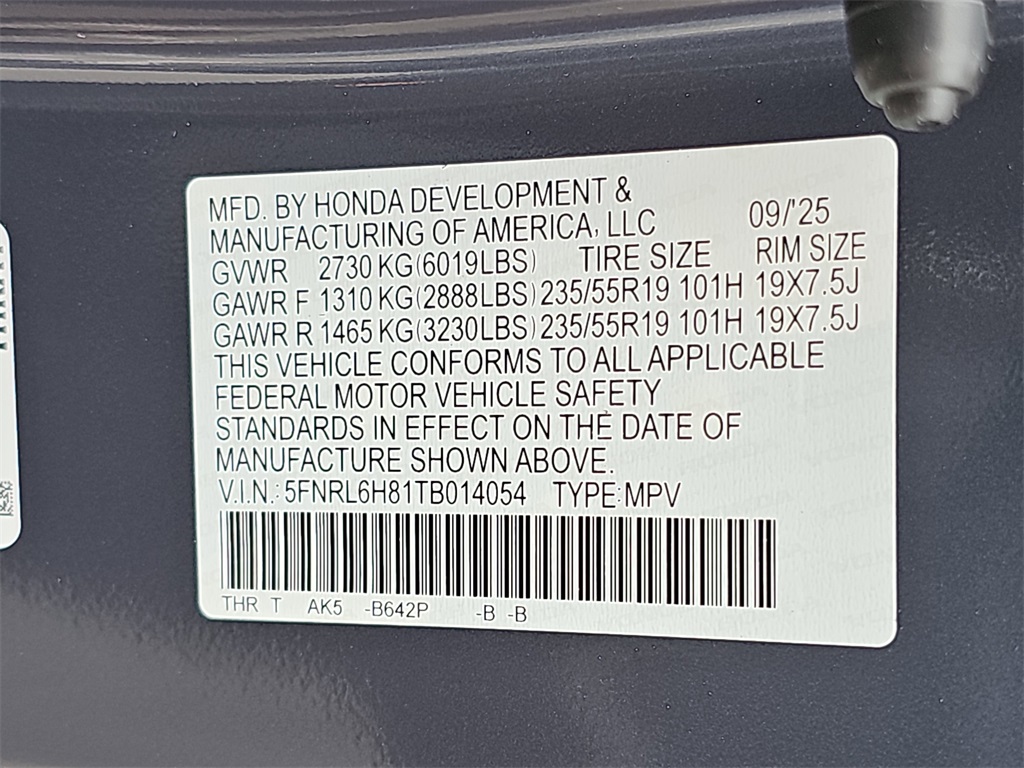 MFD. BY HONDA DEVELOPMENT &
MANUFACTURING OF AMERICA, LLC 09/'25
GVWR 2730 KG(6019LBS) TIRE SIZE RIM SIZE
GAWR F 1310 KG(2888LBS) 235/55R19 101H 19X7.5J
GAWR R 1465 KG(3230LBS) 235/55R19 101H 19X7.5J
THIS VEHICLE CONFORMS TO ALL APPLICABLE
FEDERAL MOTOR VEHICLE SAFETY
STANDARDS IN EFFECT ON THE DATE OF
MANUFACTURE SHOWN ABOVE.
V.I.N.: 5FNRL6H81TB014054 TYPE:MPV
THR T AK5 -B642P -B -B